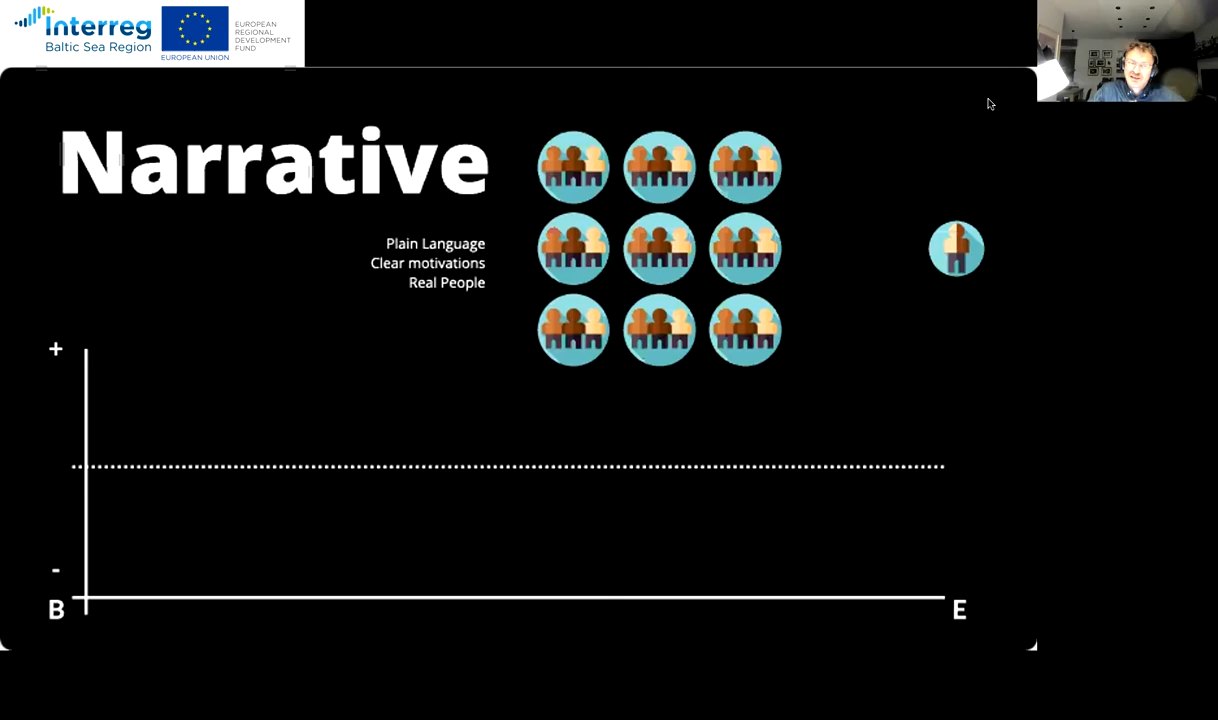 Interreg
Baltic Sea Region
EUROPEAN UNION
EUROPEAN
REGIONAL
DEVELOPMENT
FUND
Narrative
Plain Language
Clear motivations
Real People
+
-
B
E